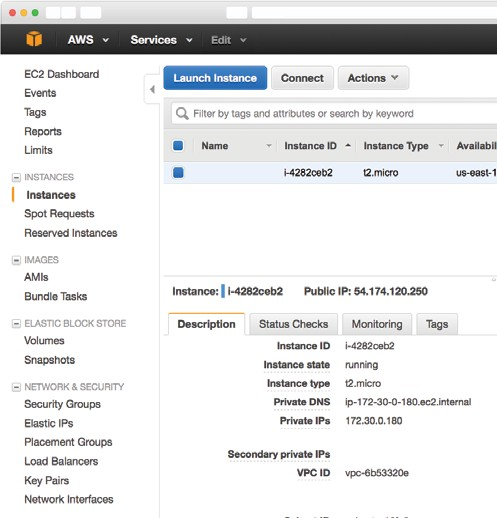 AWS Services Edit
EC2 Dashboard
Events
Tags
Reports
Limits
INSTANCES
Instances
Spot Requests
Reserved Instances
IMAGES
AMIs
Bundle Tasks
ELASTIC BLOCK STORE
Volumes
Snapshots
NETWORK & SECURITY
Security Groups
Elastic IPs
Placement Groups
Load Balancers
Key Pairs
Network Interfaces
Launch Instance Connect Actions
Filter by tags and attributes or search by keyword
Name Instance ID Instance Type Availabil
i-4282ceb2 t2.micro us-east-1
Instance: i-4282ceb2 Public IP: 54.174.120.250
Description Status Checks Monitoring Tags
Instance ID i-4282ceb2
Instance state running
Instance type t2.micro
Private DNS ip-172-30-0-180.ec2.internal
Private IPs 172.30.0.180
Secondary private IPs
VPC ID vpc-6b53320e